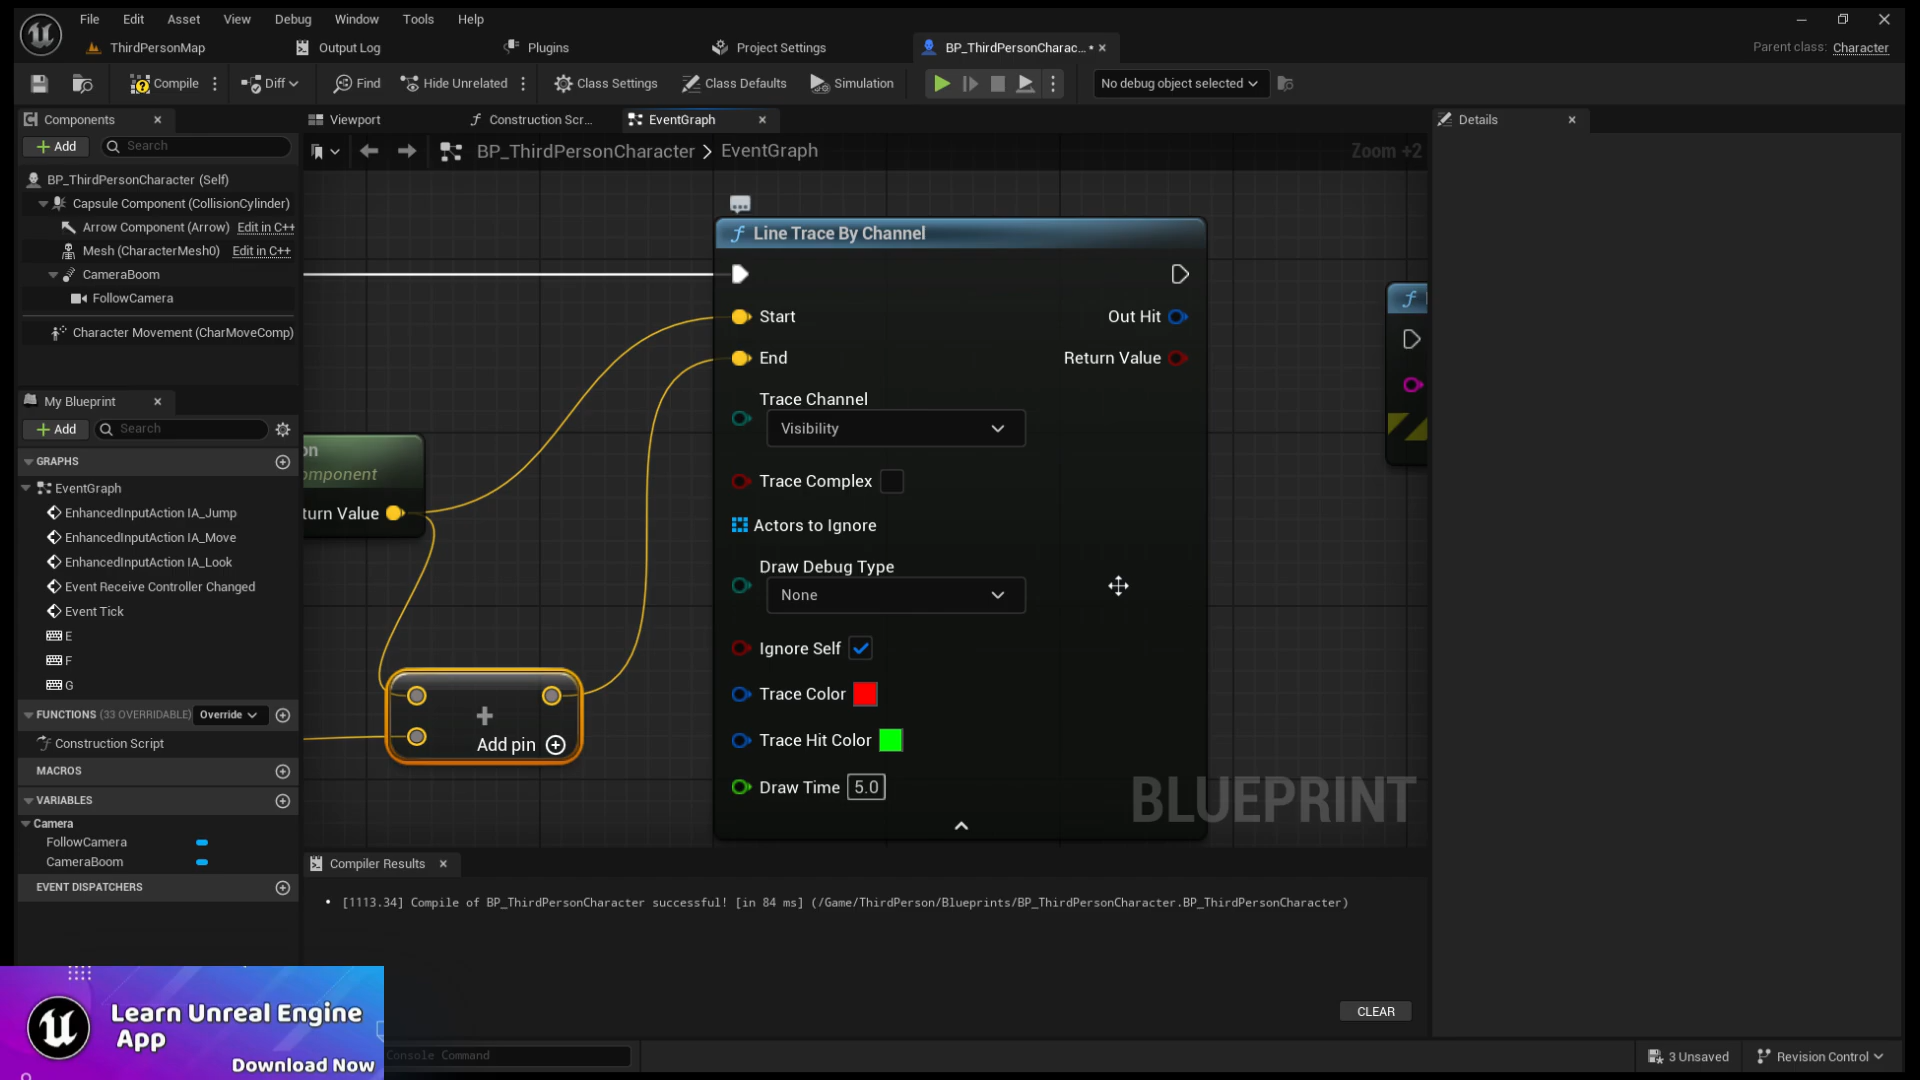 File Edit Asset View Debug Window Tools Help
ThirdPersonMap Output Log Plugins Project Settings BP_ThirdPersonCharac... • Parent class: Character
Compile Diff Find Hide Unrelated Class Settings Class Defaults Simulation No debug object selected
Components Viewport Construction Scr... EventGraph Details
Add Search BP_ThirdPersonCharacter > EventGraph Zoom +2
BP_ThirdPersonCharacter (Self)
Capsule Component (CollisionCylinder)
Arrow Component (Arrow) Edit in C++
Mesh (CharacterMesh0) Edit in C++
CameraBoom
FollowCamera
Character Movement (CharMoveComp)
My Blueprint
Add Search
GRAPHS
EventGraph
EnhancedInputAction IA_Jump
EnhancedInputAction IA_Move
EnhancedInputAction IA_Look
Event Receive Controller Changed
Event Tick
E
F
G
FUNCTIONS (33 OVERRIDABLE) Override
Construction Script
MACROS
VARIABLES
Camera
FollowCamera
CameraBoom
EVENT DISPATCHERS
on
omponent
turn Value
Add pin
f Line Trace By Channel
Start Out Hit
End Return Value
Trace Channel
Visibility
Trace Complex
Actors to Ignore
Draw Debug Type
None
Ignore Self
Trace Color
Trace Hit Color
Draw Time 5.0
f
BLUEPRINT
Compiler Results
• [1113.34] Compile of BP_ThirdPersonCharacter successful! [in 84 ms] (/Game/ThirdPerson/Blueprints/BP_ThirdPersonCharacter.BP_ThirdPersonCharacter)
CLEAR
Learn Unreal Engine
App
Download Now
Console Command
3 Unsaved Revision Control